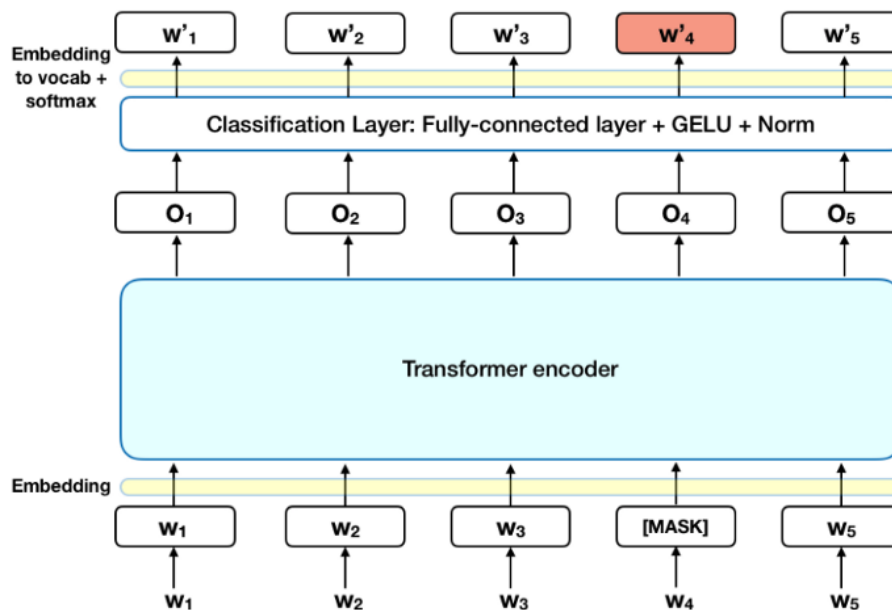 w'1 w'2 w'3 w'4 w'5
Embedding
to vocab +
softmax
Classification Layer: Fully-connected layer + GELU + Norm
O1 O2 O3 O4 O5
Transformer encoder
Embedding
W1 W2 W3 [MASK] W5
W1 W2 W3 W4 W5